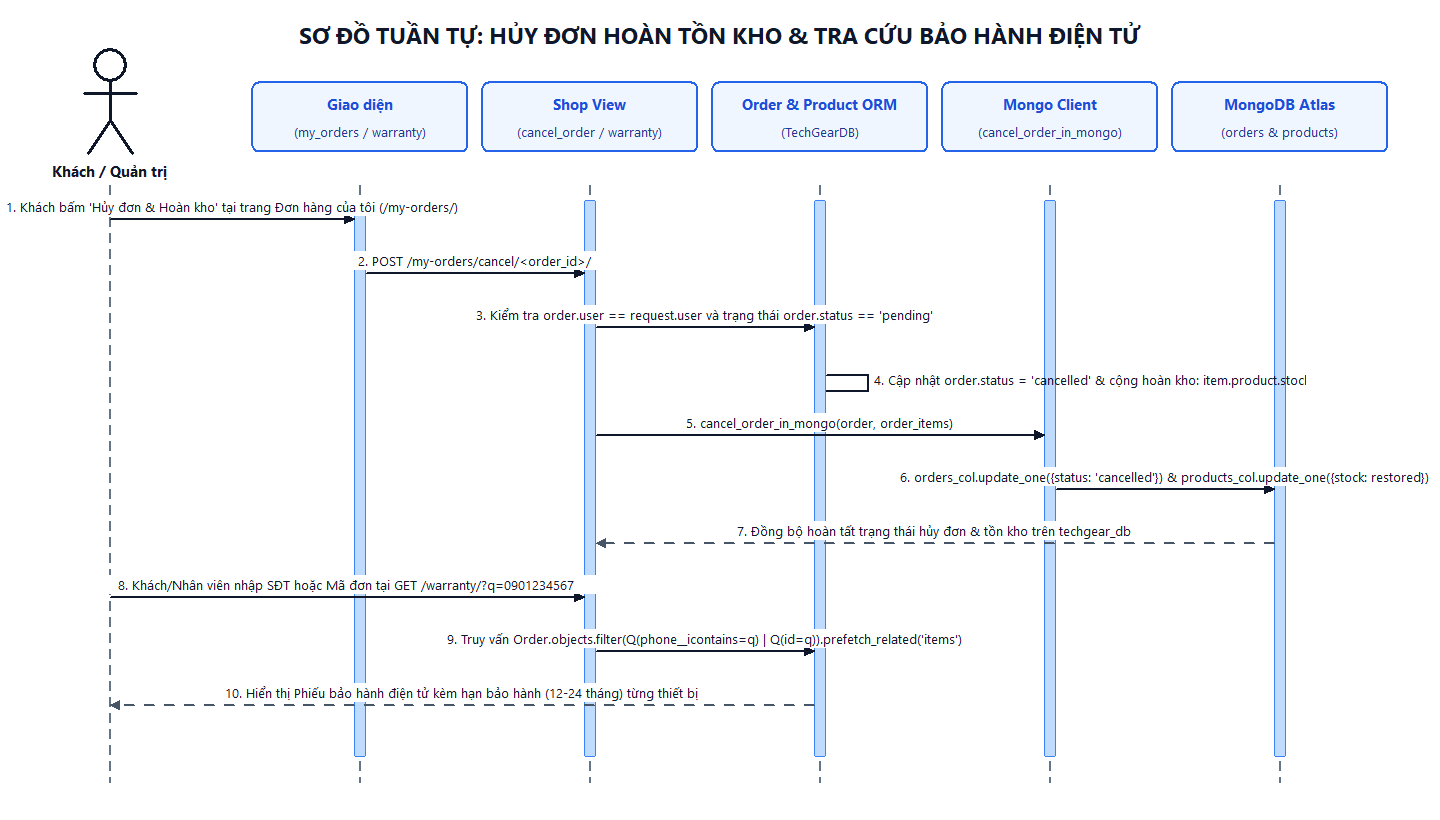 SƠ ĐỒ TUẦN TỰ: HỦY ĐƠN HOÀN TỒN KHO & TRA CỨU BẢO HÀNH ĐIỆN TỬ
Khách / Quản trị
Giao diện
(my_orders / warranty)
Shop View
(cancel_order / warranty)
Order & Product ORM
(TechGearDB)
Mongo Client
(cancel_order_in_mongo)
MongoDB Atlas
(orders & products)
1. Khách bấm 'Hủy đơn & Hoàn kho' tại trang Đơn hàng của tôi (/my-orders/)
2. POST /my-orders/cancel/<order_id>/
3. Kiểm tra order.user == request.user và trạng thái order.status == 'pending'
4. Cập nhật order.status = 'cancelled' & cộng hoàn kho: item.product.stocl
5. cancel_order_in_mongo(order, order_items)
6. orders_col.update_one({status: 'cancelled'}) & products_col.update_one({stock: restored})
7. Đồng bộ hoàn tất trạng thái hủy đơn & tồn kho trên techgear_db
8. Khách/Nhân viên nhập SĐT hoặc Mã đơn tại GET /warranty/?q=0901234567
9. Truy vấn Order.objects.filter(Q(phone__icontains=q) | Q(id=q)).prefetch_related('items')
10. Hiển thị Phiếu bảo hành điện tử kèm hạn bảo hành (12-24 tháng) từng thiết bị